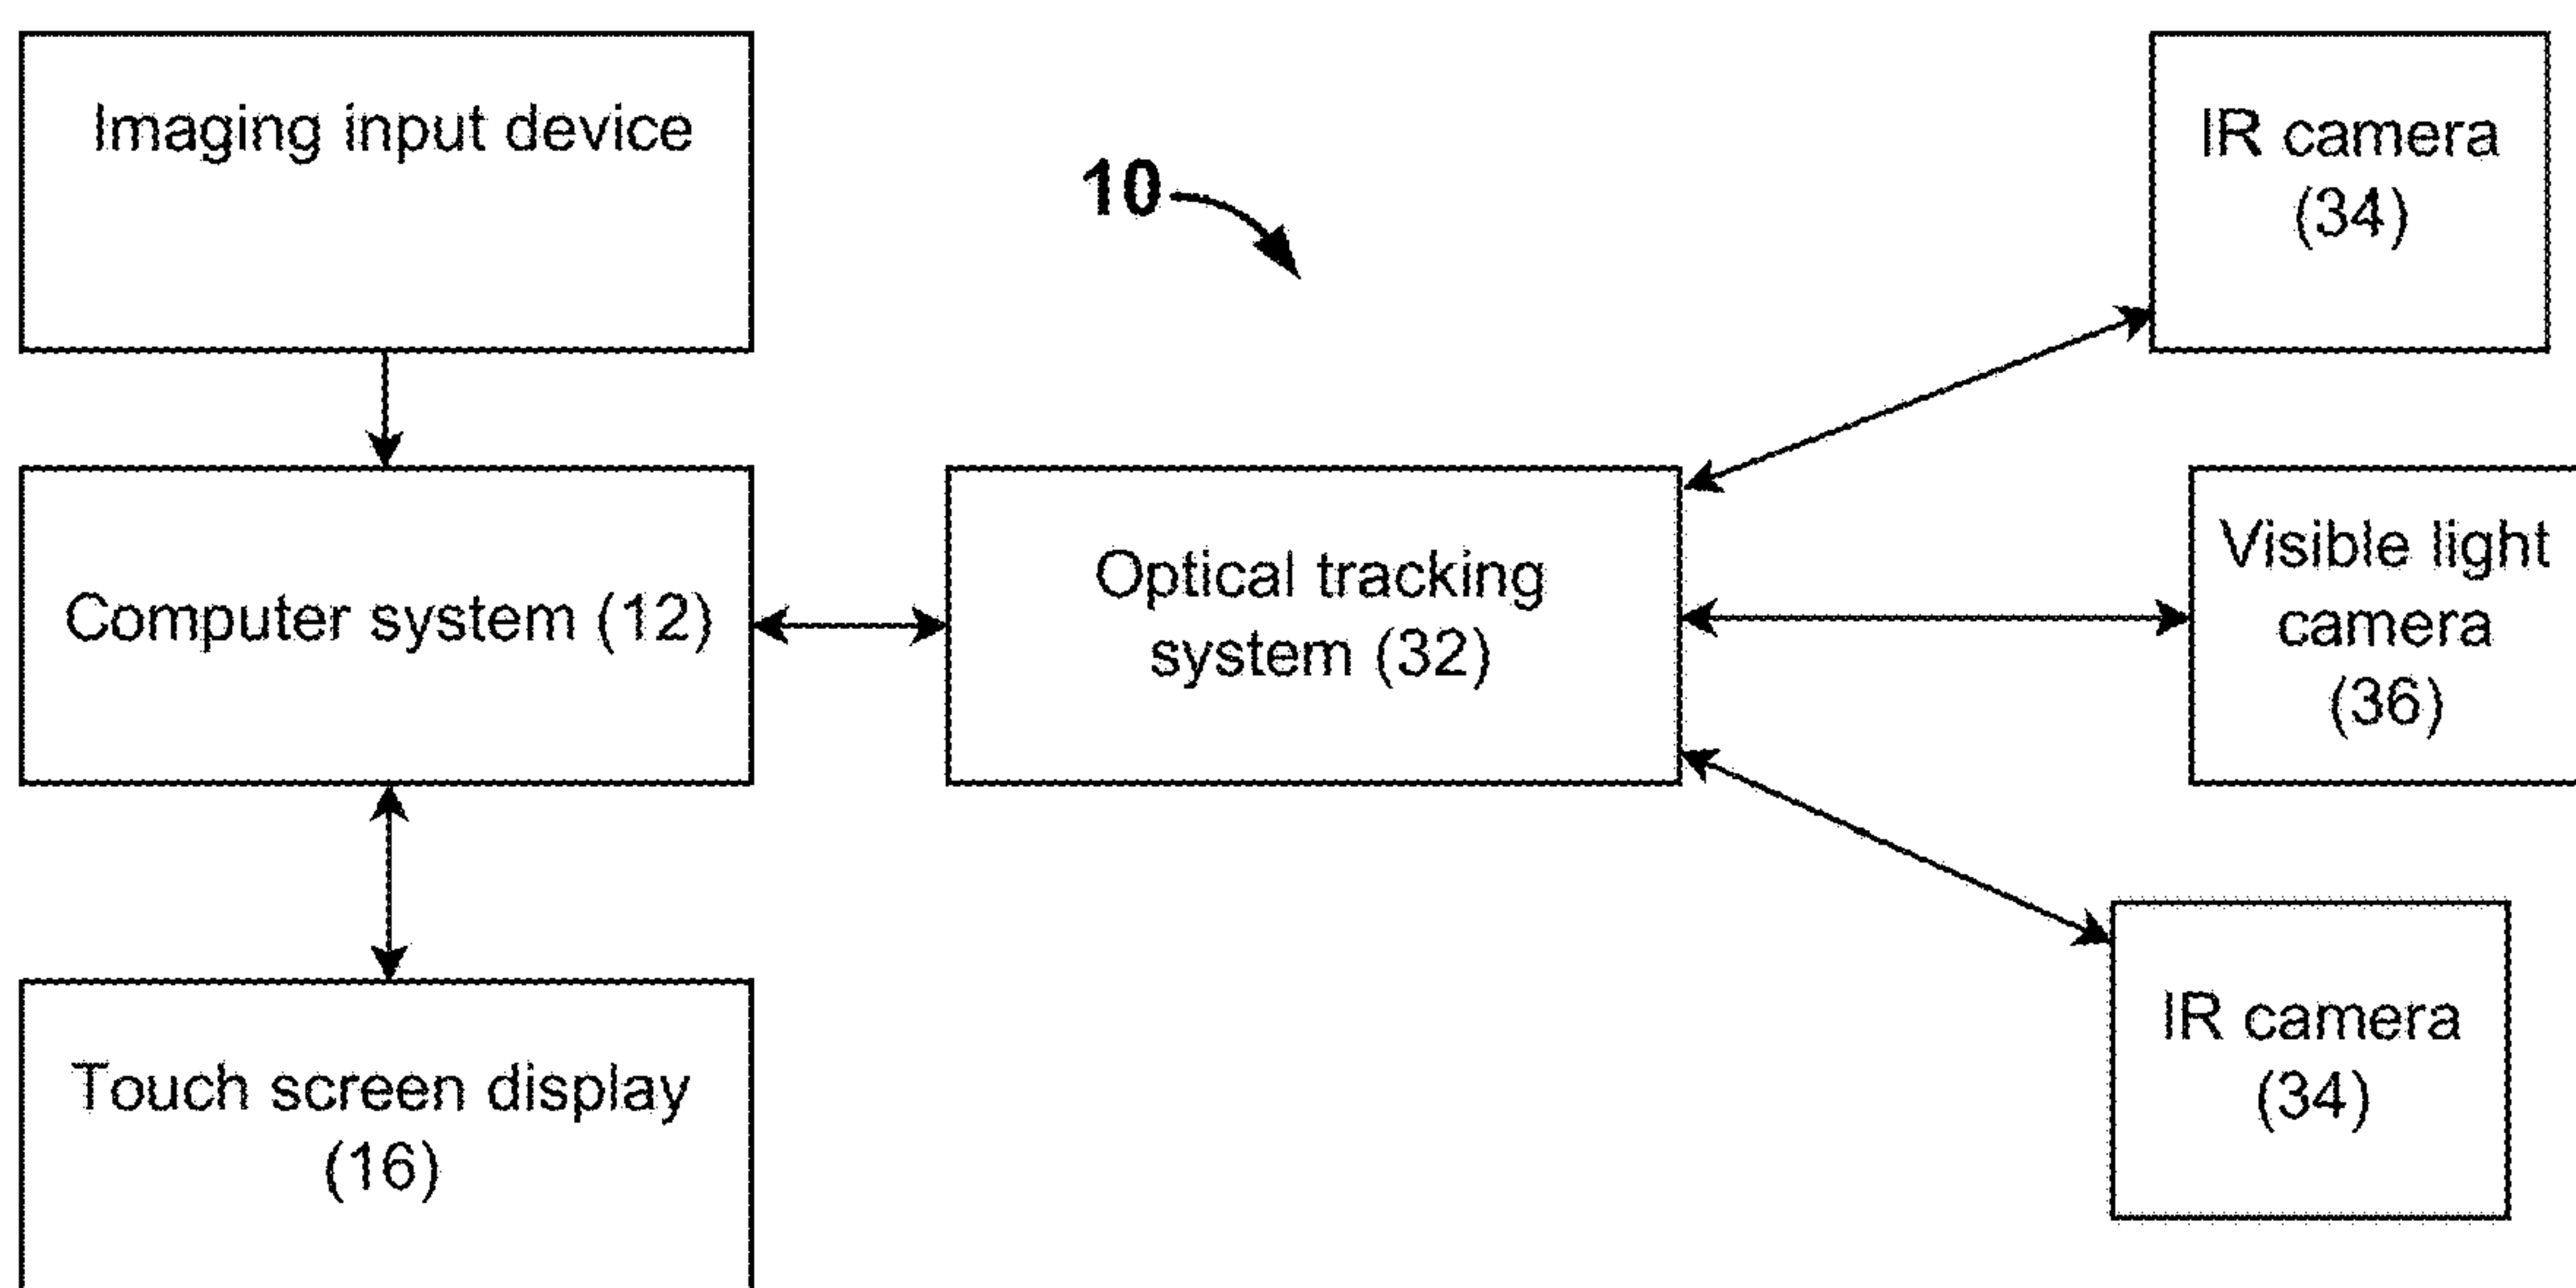 Imaging input device
10
IR camera
(34)
Computer system (12)
Optical tracking
system (32)
Visible light
camera
(36)
Touch screen display
(16)
IR camera
(34)